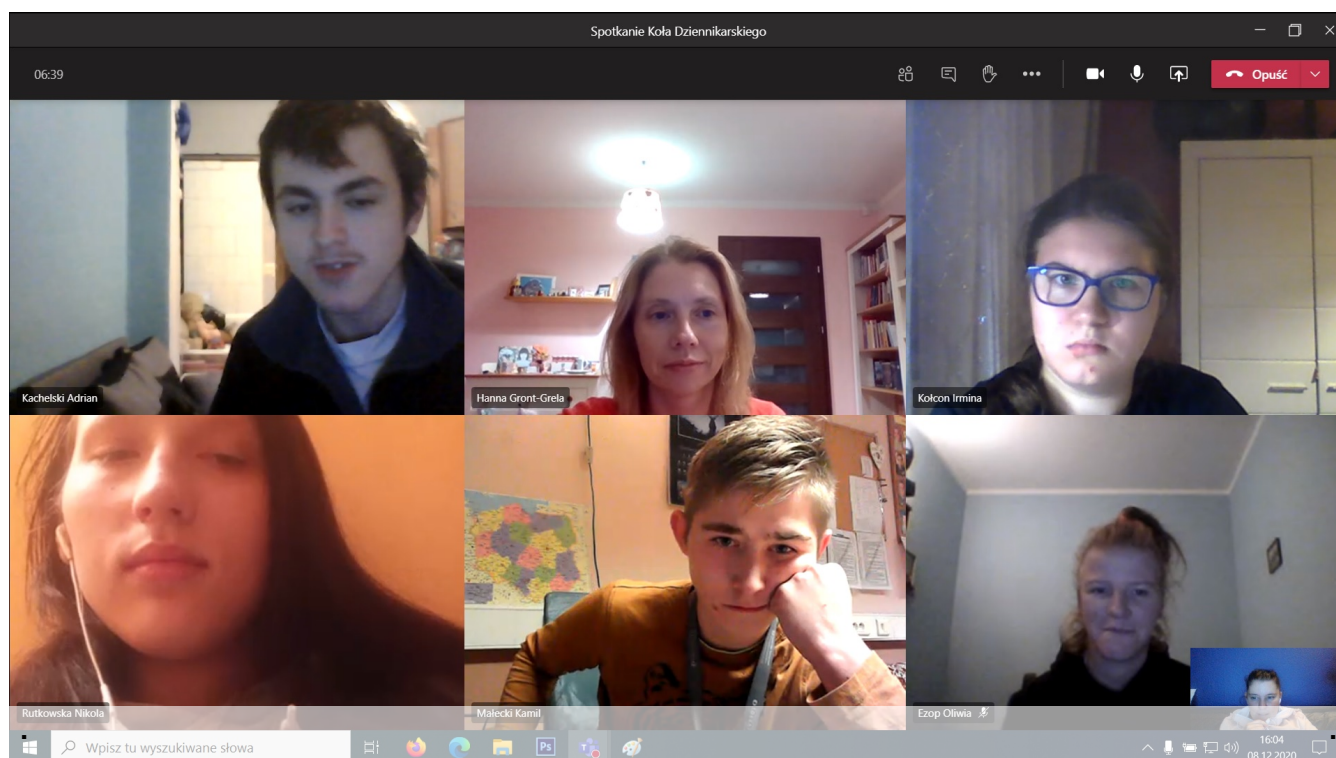 Spotkanie Koła Dziennikarskiego
06:39
Opuść
Kachelski Adrian
Hanna Gront-Grela
Kołcon Irmina
Rutkowska Nikola
Małecki Kamil
Ezop Oliwia
Wpisz tu wyszukiwane słowa
Ps
16:04
08.12.2020